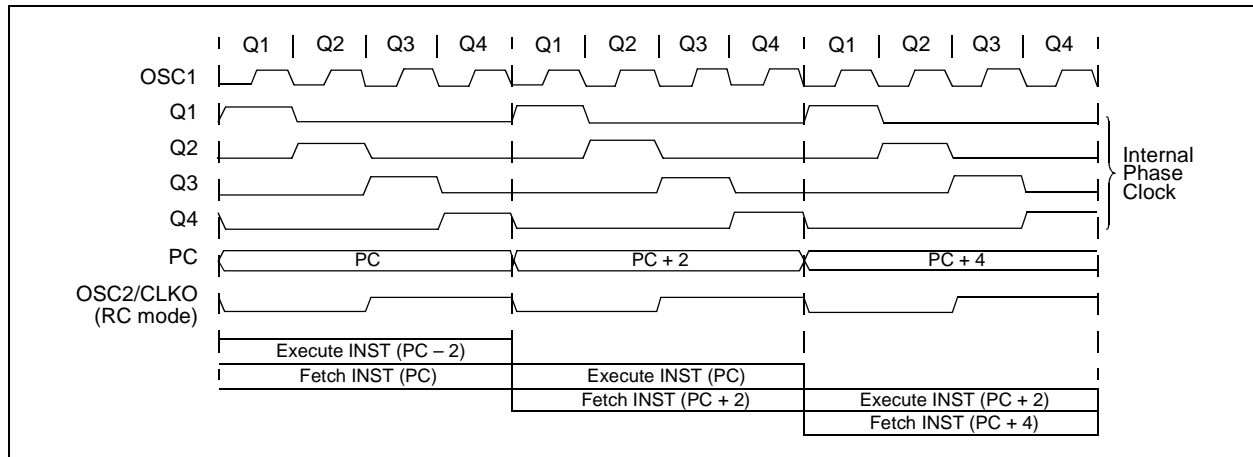 Q1 Q2 Q3 Q4 Q1 Q2 Q3 Q4 Q1 Q2 Q3 Q4
OSC1
Q1
Q2
Q3
Q4
Internal
Phase
Clock
PC PC PC + 2 PC + 4
OSC2/CLKO
(RC mode)
Execute INST (PC – 2)
Fetch INST (PC) Execute INST (PC)
Fetch INST (PC + 2) Execute INST (PC + 2)
Fetch INST (PC + 4)